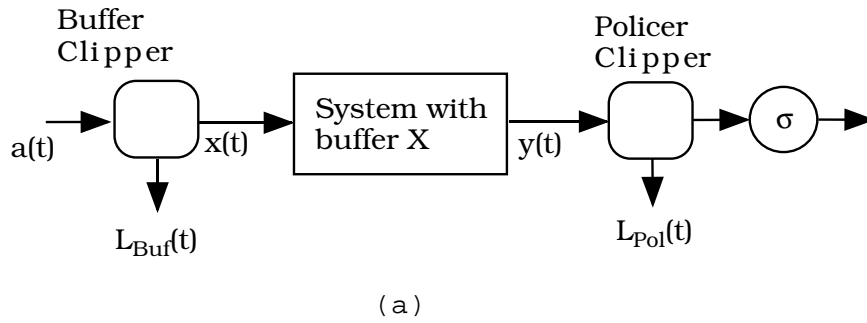 Buffer
Clipper
Policer
Clipper
System with
buffer X
σ
a(t)
x(t)
y(t)
L_Buf(t)
L_Pol(t)
(a)